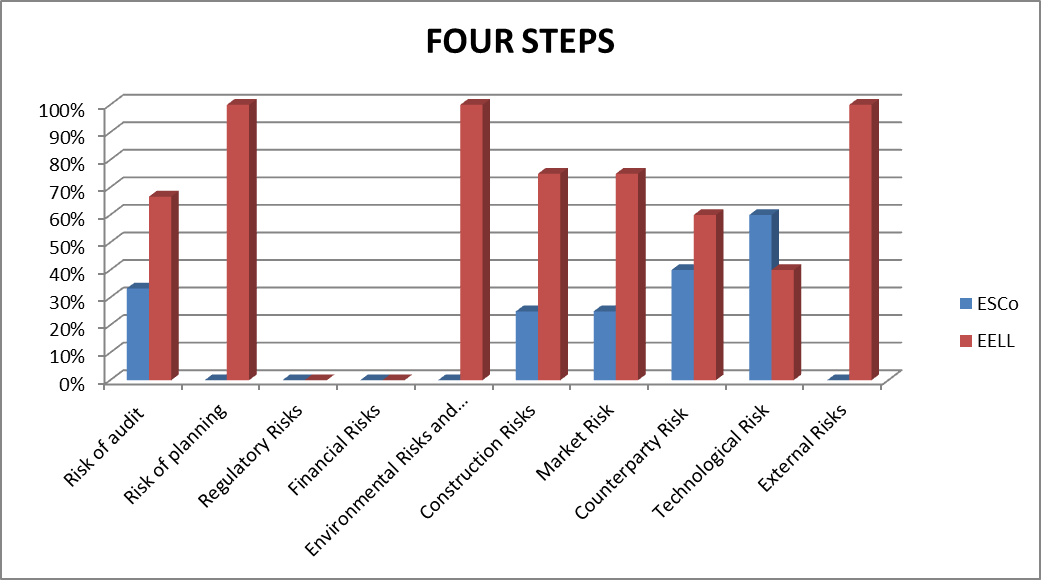 FOUR STEPS
100%
90%
80%
70%
60%
50%
40%
30%
20%
10%
0%
Risk of audit
Risk of planning
Regulatory Risks
Financial Risks
Environmental Risks and...
Construction Risks
Market Risk
Counterparty Risk
Technological Risk
External Risks
ESCo
EELL